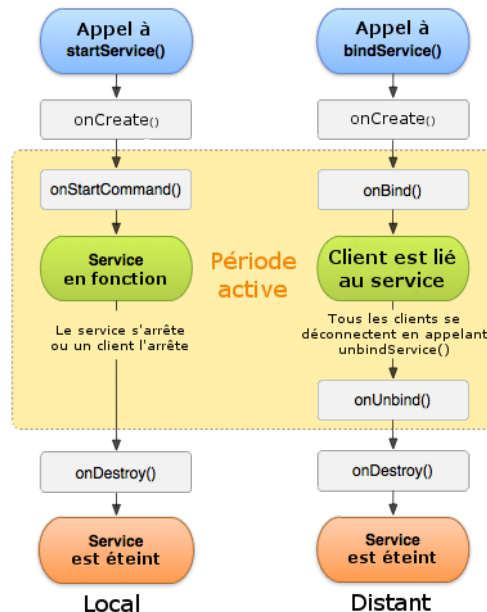 Appel à
startService()
onCreate()
onStartCommand()
Service
en fonction
Le service s'arrête
ou un client l'arrête
onDestroy()
Service
est éteint
Local
Période
active
Appel à
bindService()
onCreate()
onBind()
Client est lié
au service
Tous les clients se
déconnectent en appelant
unbindService()
onUnbind()
onDestroy()
Service
est éteint
Distant